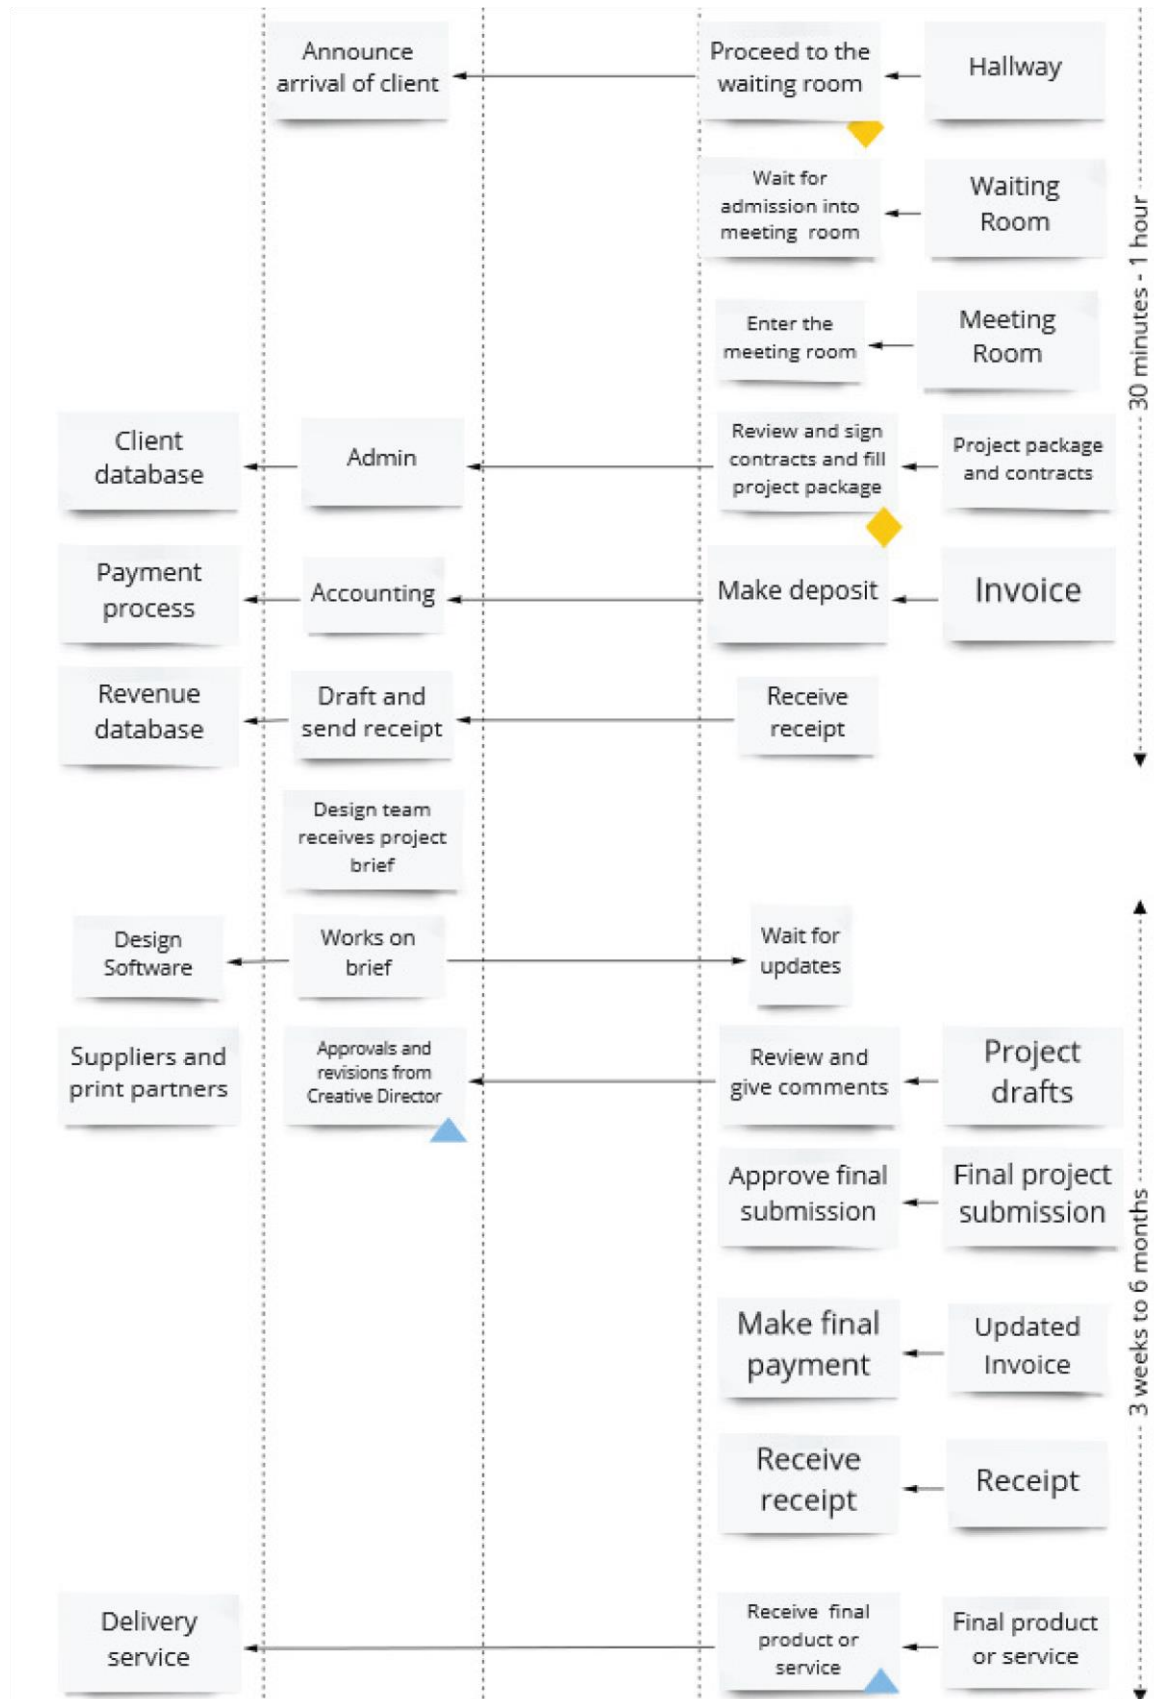 Announce
arrival of client
Proceed to the
waiting room
Hallway
Wait for
admission into
meeting room
Waiting
Room
Enter the
meeting room
Meeting
Room
30 minutes - 1 hour
Client
database
Admin
Review and sign
contracts and fill
project package
Project package
and contracts
Payment
process
Accounting
Make deposit
Invoice
Revenue
database
Draft and
send receipt
Receive
receipt
Design team
receives project
brief
Design
Software
Works on
brief
Wait for
updates
Suppliers and
print partners
Approvals and
revisions from
Creative Director
Review and
give comments
Project
drafts
Approve final
submission
Final project
submission
3 weeks to 6 months
Make final
payment
Updated
Invoice
Receive
receipt
Receipt
Delivery
service
Receive final
product or
service
Final product
or service